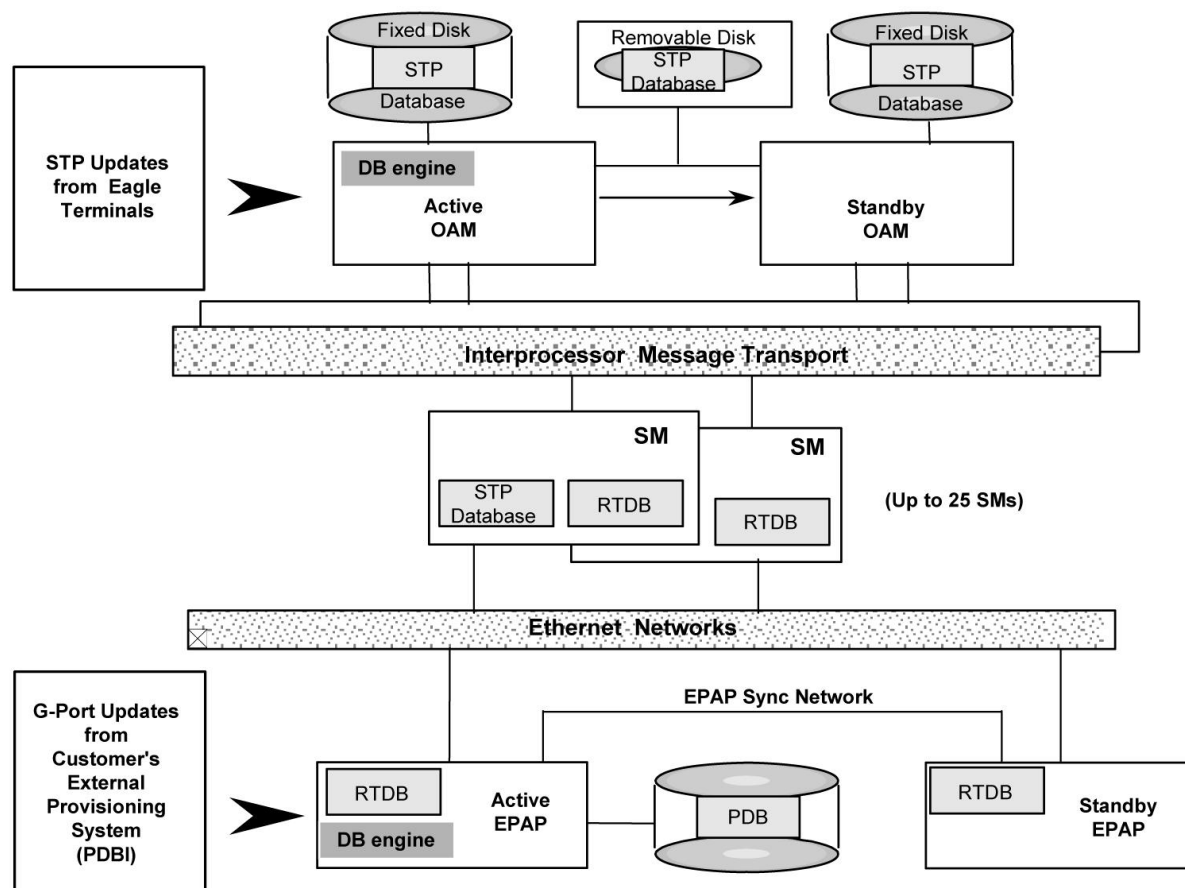 Fixed Disk
STP
Database
Removable Disk
STP
Database
Fixed Disk
STP
Database
STP Updates
from Eagle
Terminals
DB engine
Active
OAM
Standby
OAM
Interprocessor Message Transport
SM
STP
Database
RTDB
SM
RTDB
(Up to 25 SMs)
Ethernet Networks
G-Port Updates
from
Customer's
External
Provisioning
System
(PDBI)
EPAP Sync Network
RTDB
DB engine
Active
EPAP
PDB
RTDB
Standby
EPAP